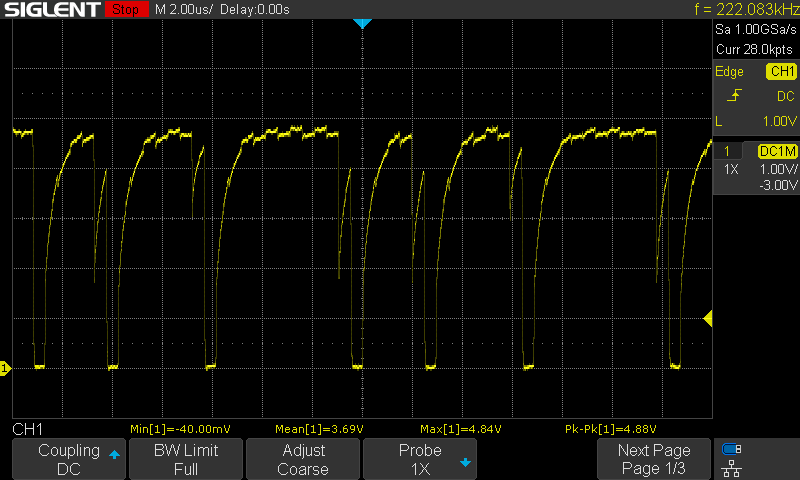 SIGLENT Stop M 2.00us/ Delay:0.00s f = 222.083kHz
Sa 1.00GSa/s
Curr 28.0kpts
Edge CH1
DC
L 1.00V
1 DC1M
1X 1.00V/
-3.00V
1
CH1 Min[1]=-40.00mV Mean[1]=3.69V Max[1]=4.84V Pk-Pk[1]=4.88V
Coupling BW Limit Adjust Probe Next Page
DC Full Coarse 1X Page 1/3